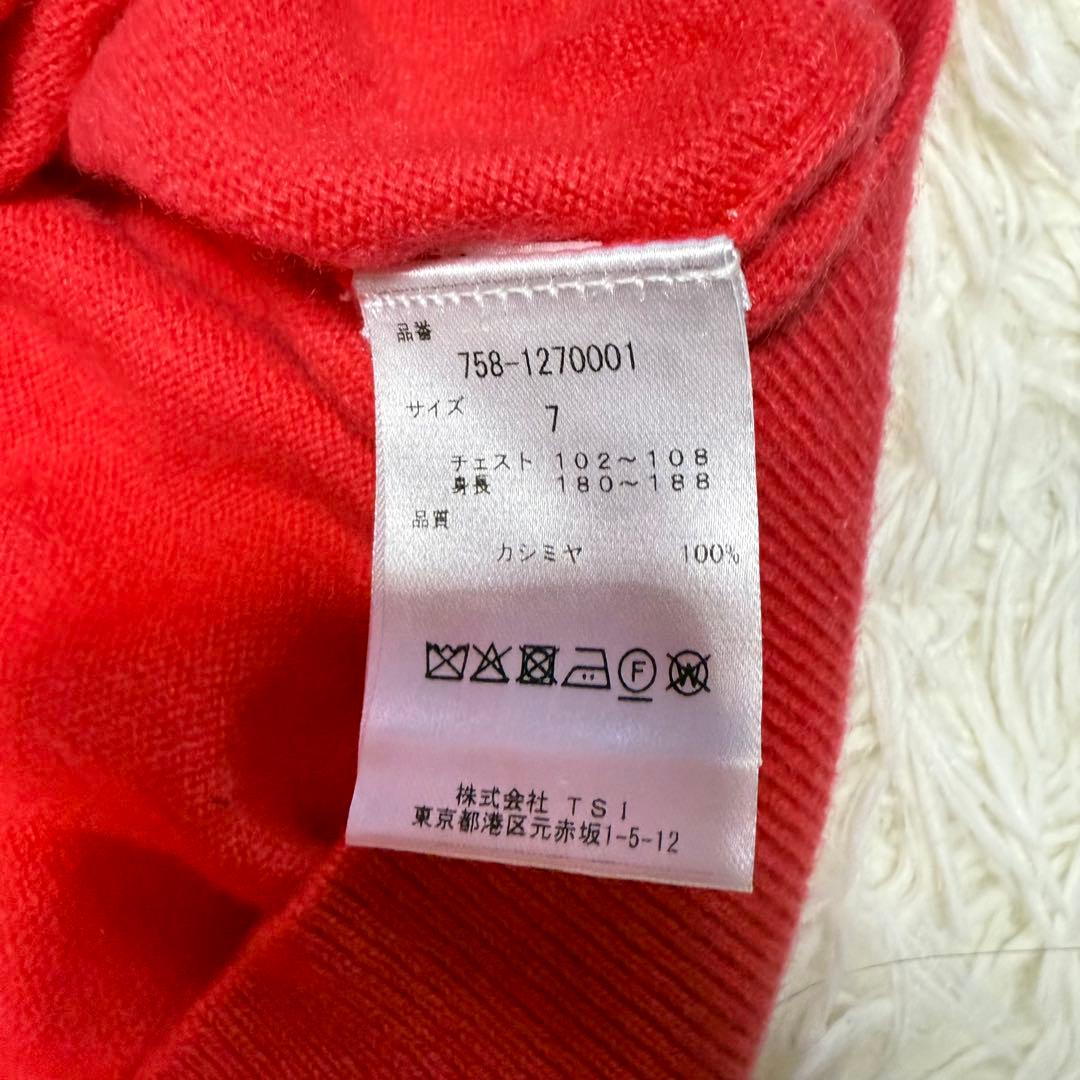 品番
758-1270001
サイズ 7
チェスト 102～108
身長 180～188
品質
カシミヤ 100%
F W
株式会社 TSI
東京都港区元赤坂1-5-12